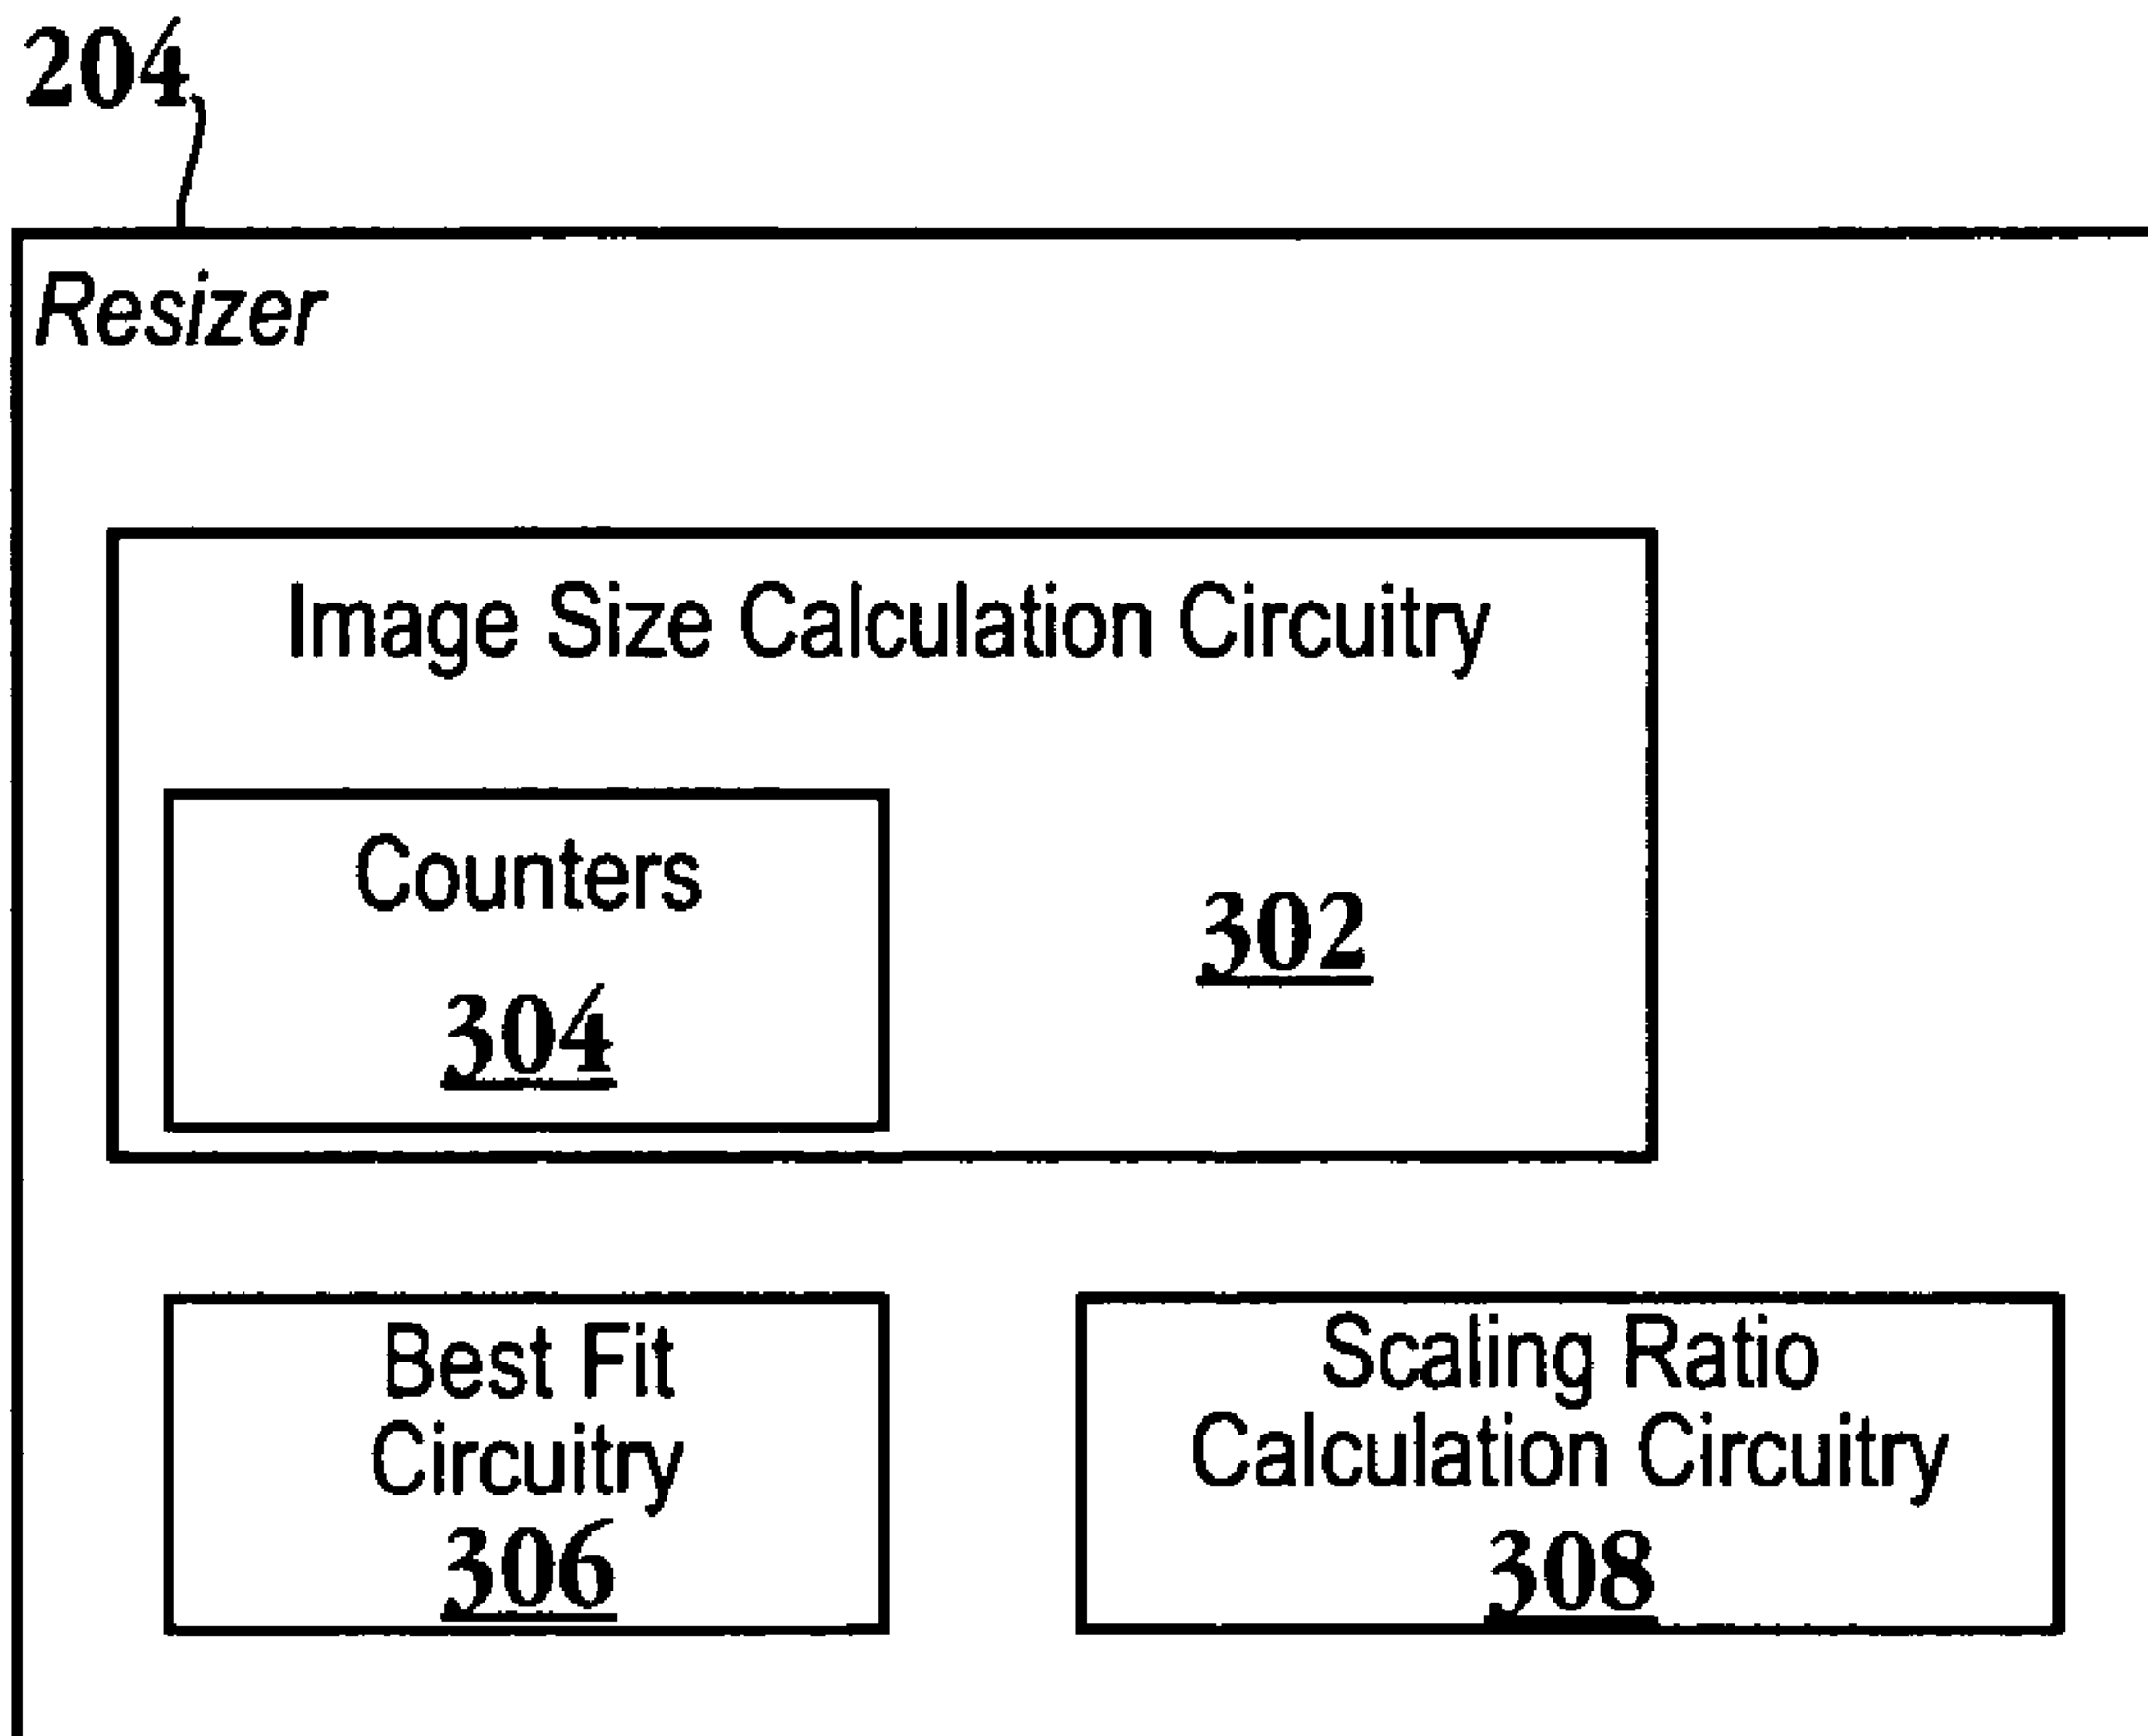 204
Resizer
Image Size Calculation Circuitry
Counters
302
304
Best Fit
Circuitry
306
Scaling Ratio
Calculation Circuitry
308